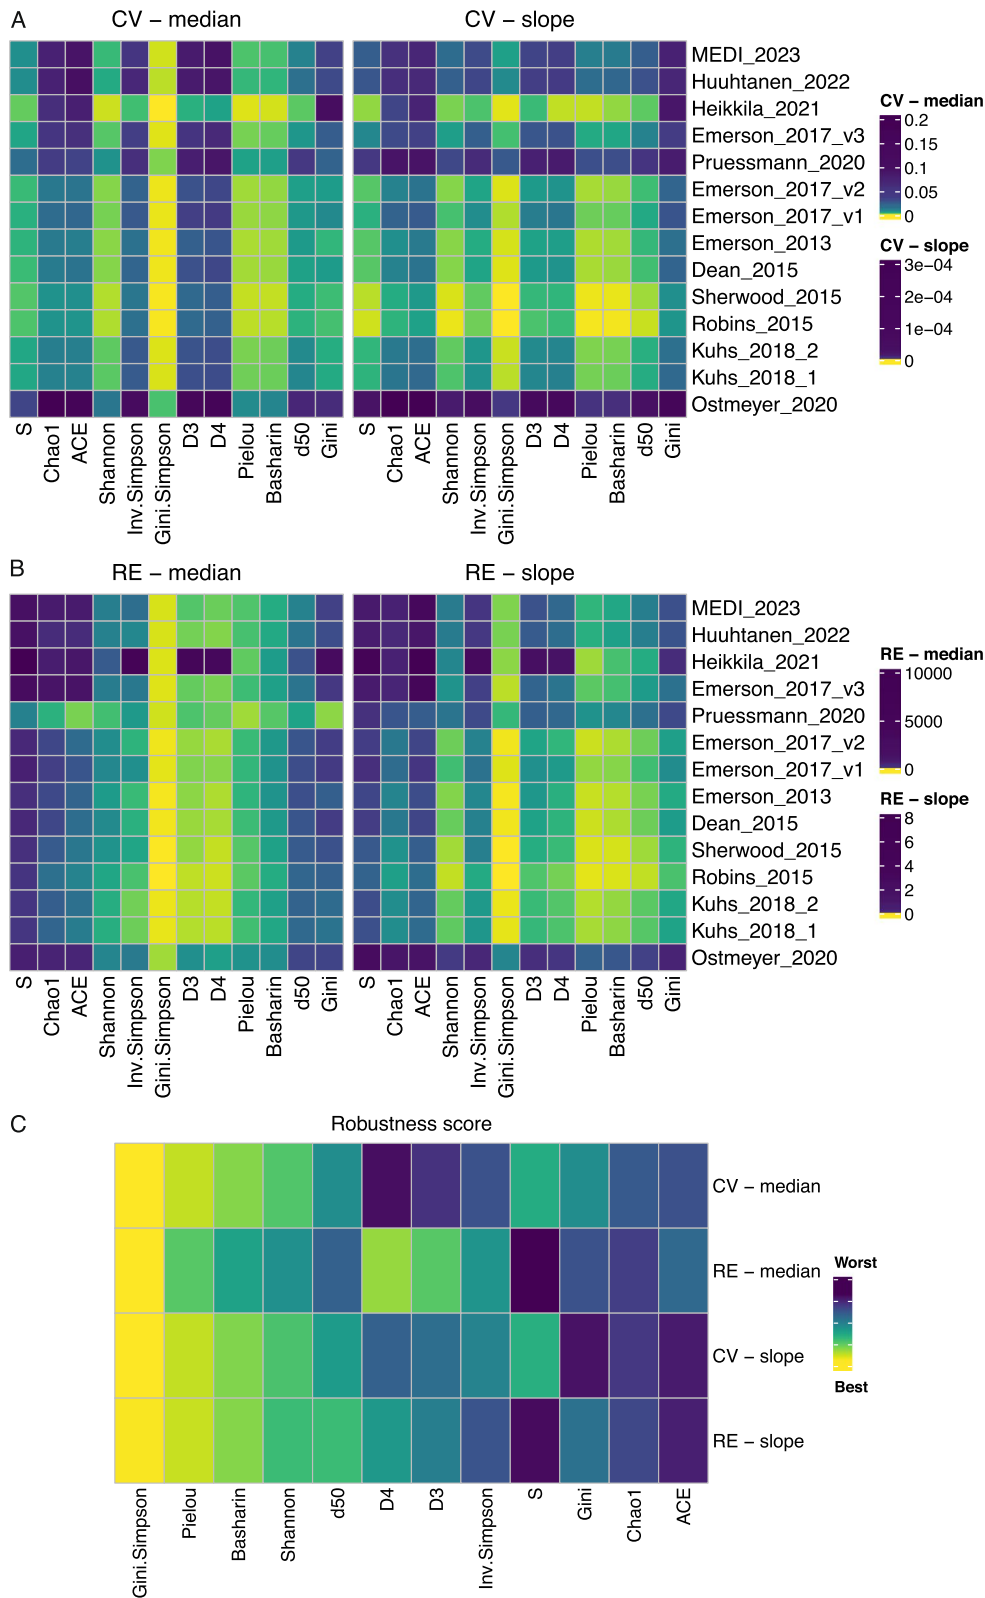 A
CV – median
CV – slope
MEDI_2023
Huuhtanen_2022
Heikkila_2021
Emerson_2017_v3
Pruessmann_2020
Emerson_2017_v2
Emerson_2017_v1
Emerson_2013
Dean_2015
Sherwood_2015
Robins_2015
Kuhs_2018_2
Kuhs_2018_1
Ostmeyer_2020
CV – median
0.2
0.15
0.1
0.05
0
CV – slope
3e−04
2e−04
1e−04
0
S
Chao1
ACE
Shannon
Inv.Simpson
Gini.Simpson
D3
D4
Pielou
Basharin
d50
Gini
S
Chao1
ACE
Shannon
Inv.Simpson
Gini.Simpson
D3
D4
Pielou
Basharin
d50
Gini
B
RE – median
RE – slope
MEDI_2023
Huuhtanen_2022
Heikkila_2021
Emerson_2017_v3
Pruessmann_2020
Emerson_2017_v2
Emerson_2017_v1
Emerson_2013
Dean_2015
Sherwood_2015
Robins_2015
Kuhs_2018_2
Kuhs_2018_1
Ostmeyer_2020
RE – median
10000
5000
0
RE – slope
8
6
4
2
0
S
Chao1
ACE
Shannon
Inv.Simpson
Gini.Simpson
D3
D4
Pielou
Basharin
d50
Gini
S
Chao1
ACE
Shannon
Inv.Simpson
Gini.Simpson
D3
D4
Pielou
Basharin
d50
Gini
C
Robustness score
CV – median
RE – median
CV – slope
RE – slope
Worst
Best
Gini.Simpson
Pielou
Basharin
Shannon
d50
D4
D3
Inv.Simpson
S
Gini
Chao1
ACE